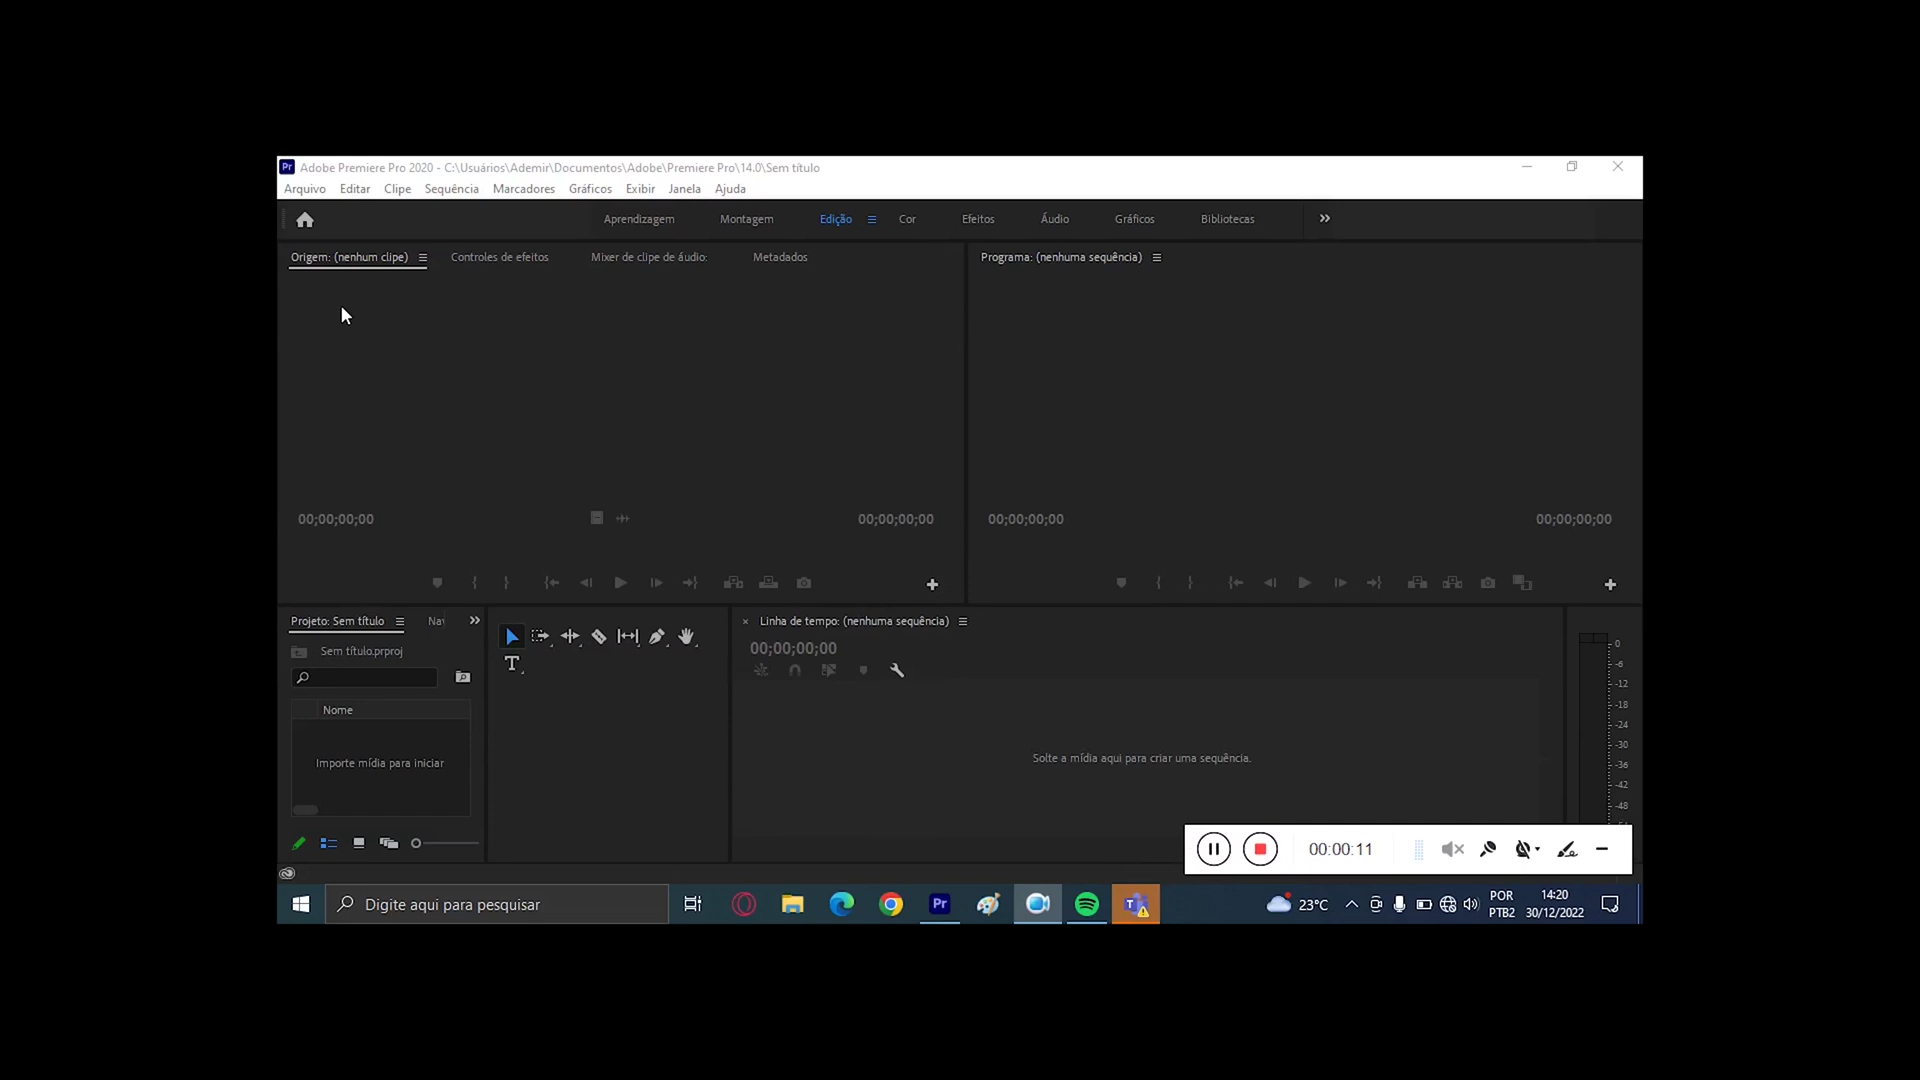 Pr Adobe Premiere Pro 2020 - C:\Usuários\Ademir\Documentos\Adobe\Premiere Pro\14.0\Sem título
Arquivo Editar Clipe Sequência Marcadores Gráficos Exibir Janela Ajuda
Aprendizagem Montagem Edição Cor Efeitos Áudio Gráficos Bibliotecas
Origem: (nenhum clipe) Controles de efeitos Mixer de clipe de áudio: Metadados
Programa: (nenhuma sequência)
00;00;00;00 00;00;00;00
00;00;00;00 00;00;00;00
Projeto: Sem título Na
Sem título.prproj
Nome
Importe mídia para iniciar
T
Linha de tempo: (nenhuma sequência)
00;00;00;00
Solte a mídia aqui para criar uma sequência.
0
-6
-12
-18
-24
-30
-36
-42
-48
00:00:11
Digite aqui para pesquisar
Pr
T
23°C
POR
PTB2
14:20
30/12/2022